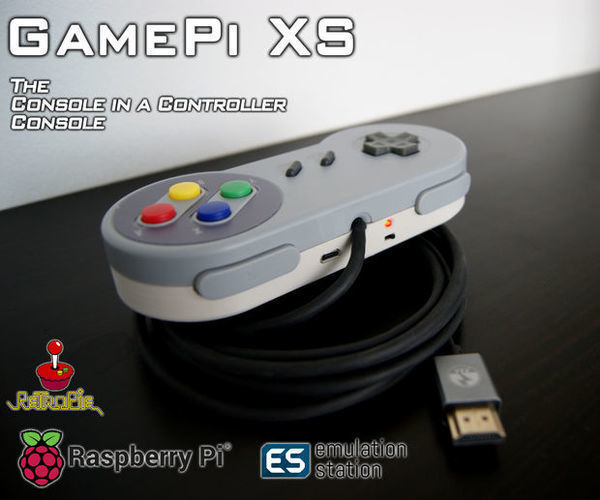 GAMEPI XS
THE
CONSOLE IN A CONTROLLER
CONSOLE
RetroPie
Raspberry Pi®
ES emulation
station